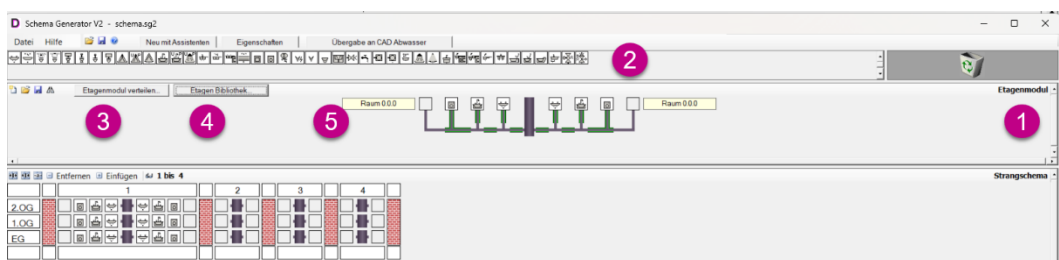 D Schema Generator V2 - schema.sg2
Datei Hilfe Neu mit Assistenten Eigenschaften Übergabe an CAD Abwasser
2
Etagenmodul verteilen... Etagen Bibliothek... Etagenmodul
Raum 0.0.0 Raum 0.0.0
3 4 5 1
Entfernen Einfügen 1 bis 4 Strangschema
1 2 3 4
2.OG
1.OG
EG